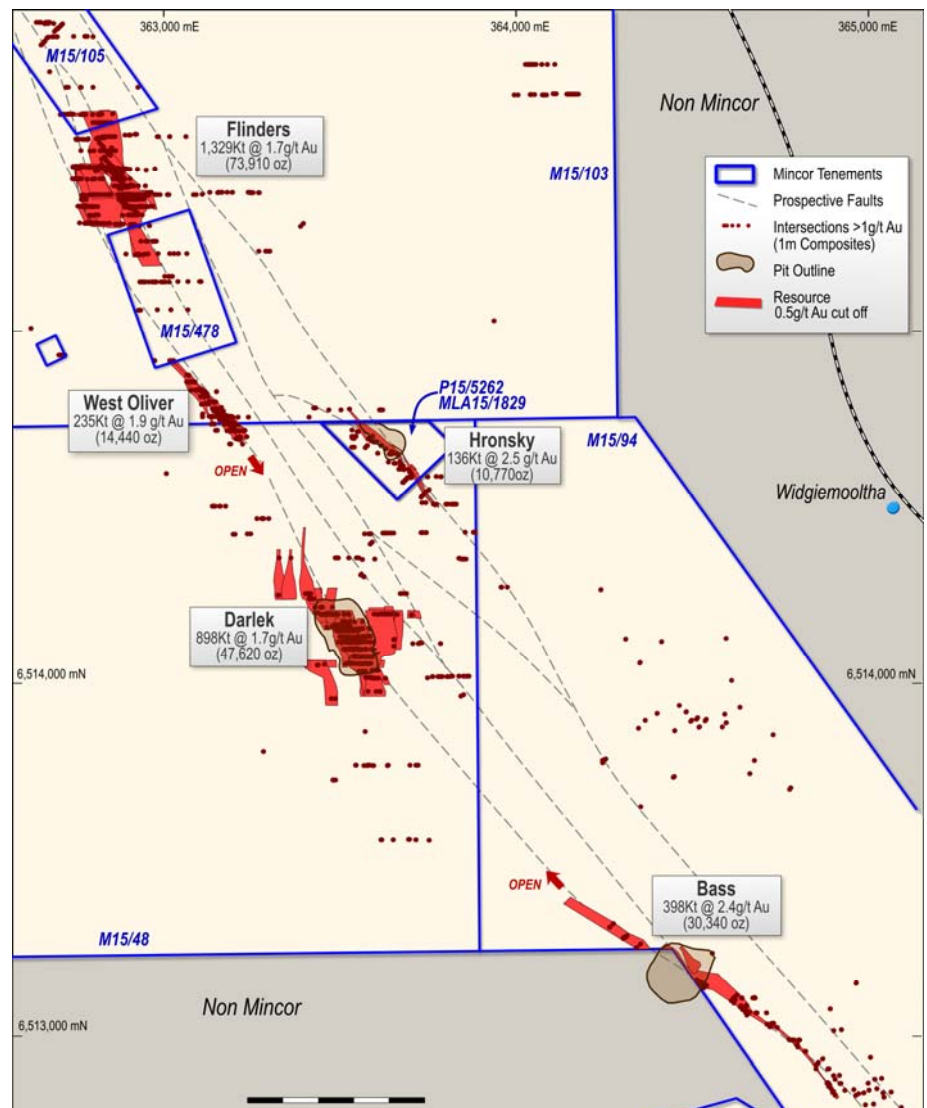 363,000 mE
364,000 mE
365,000 mE
M15/105
Non Mincor
Flinders
1,329Kt @ 1.7g/t Au
(73,910 oz)
M15/103
Mincor Tenements
Prospective Faults
Intersections >1g/t Au
(1m Composites)
Pit Outline
Resource
0.5g/t Au cut off
M15/478
P15/5262
MLA15/1829
West Oliver
235Kt @ 1.9 g/t Au
(14,440 oz)
OPEN
Hronsky
136Kt @ 2.5 g/t Au
(10,770oz)
M15/94
Widgiemooltha
Darlek
898Kt @ 1.7g/t Au
(47,620 oz)
6,514,000 mN
6,514,000 mN
OPEN
Bass
398Kt @ 2.4g/t Au
(30,340 oz)
M15/48
Non Mincor
6,513,000 mN